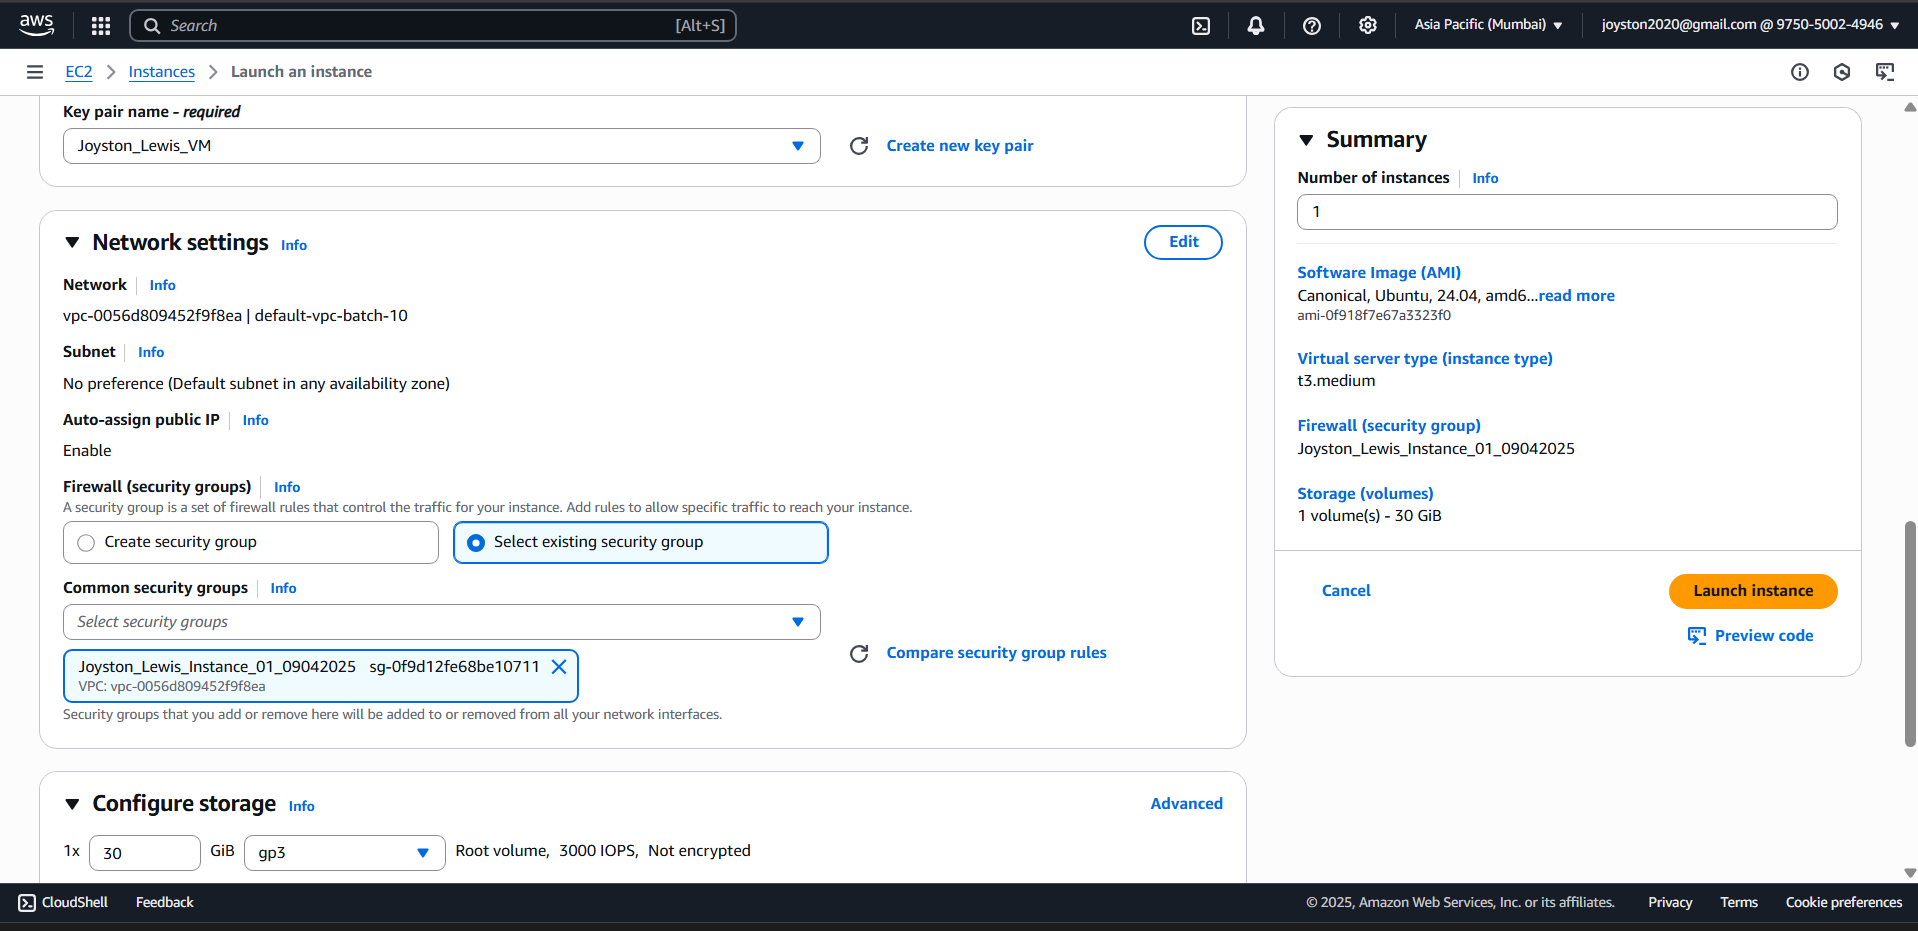 aws
Search [Alt+S]
Asia Pacific (Mumbai)
joyston2020@gmail.com @ 9750-5002-4946
EC2 > Instances > Launch an instance
Key pair name - required
Joyston_Lewis_VM
Create new key pair
Network settings Info
Edit
Network Info
vpc-0056d809452f9f8ea | default-vpc-batch-10
Subnet Info
No preference (Default subnet in any availability zone)
Auto-assign public IP Info
Enable
Firewall (security groups) Info
A security group is a set of firewall rules that control the traffic for your instance. Add rules to allow specific traffic to reach your instance.
Create security group
Select existing security group
Common security groups Info
Select security groups
Joyston_Lewis_Instance_01_09042025 sg-0f9d12fe68be10711
VPC: vpc-0056d809452f9f8ea
Compare security group rules
Security groups that you add or remove here will be added to or removed from all your network interfaces.
Configure storage Info
Advanced
1x 30 GiB gp3 Root volume, 3000 IOPS, Not encrypted
Summary
Number of instances Info
1
Software Image (AMI)
Canonical, Ubuntu, 24.04, amd6...read more
ami-0f918f7e67a3323f0
Virtual server type (instance type)
t3.medium
Firewall (security group)
Joyston_Lewis_Instance_01_09042025
Storage (volumes)
1 volume(s) - 30 GiB
Cancel
Launch instance
Preview code
CloudShell
Feedback
© 2025, Amazon Web Services, Inc. or its affiliates.
Privacy
Terms
Cookie preferences